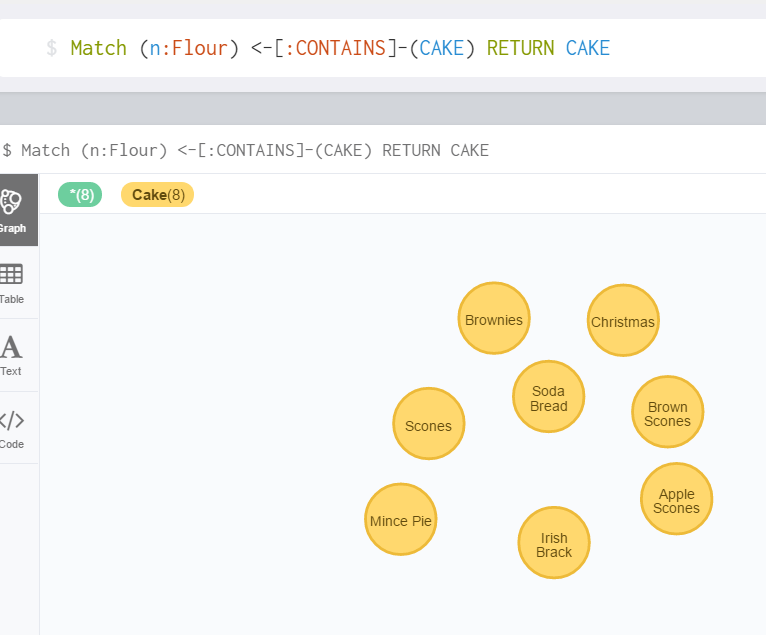 $ Match (n:Flour) <-[:CONTAINS]-(CAKE) RETURN CAKE
$ Match (n:Flour) <-[:CONTAINS]-(CAKE) RETURN CAKE
*(8) Cake(8)
Graph
Table
A
Text
</>
Code
Brownies
Christmas
Soda
Bread
Brown
Scones
Scones
Apple
Scones
Mince Pie
Irish
Brack